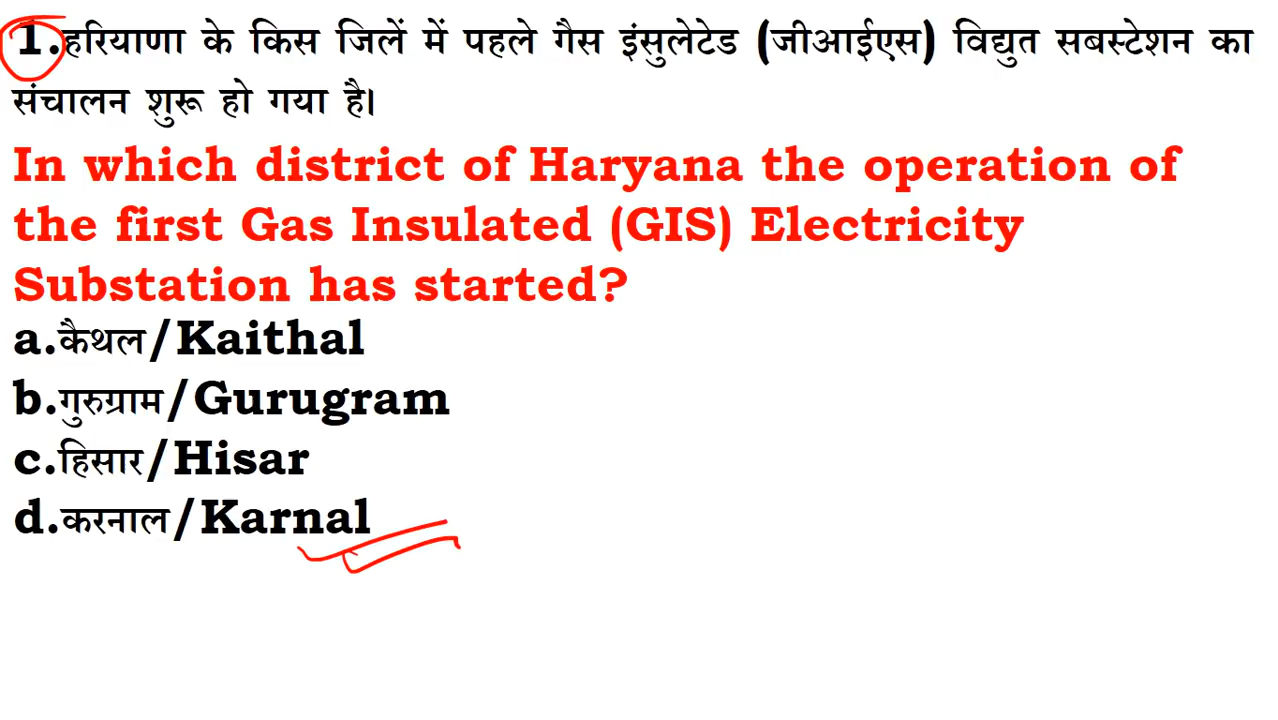 1.हरियाणा के किस जिलें में पहले गैस इंसुलेटेड (जीआईएस) विद्युत सबस्टेशन का
संचालन शुरू हो गया है।
In which district of Haryana the operation of
the first Gas Insulated (GIS) Electricity
Substation has started?
a.कैथल/Kaithal
b.गुरुग्राम/Gurugram
c.हिसार/Hisar
d.करनाल/Karnal